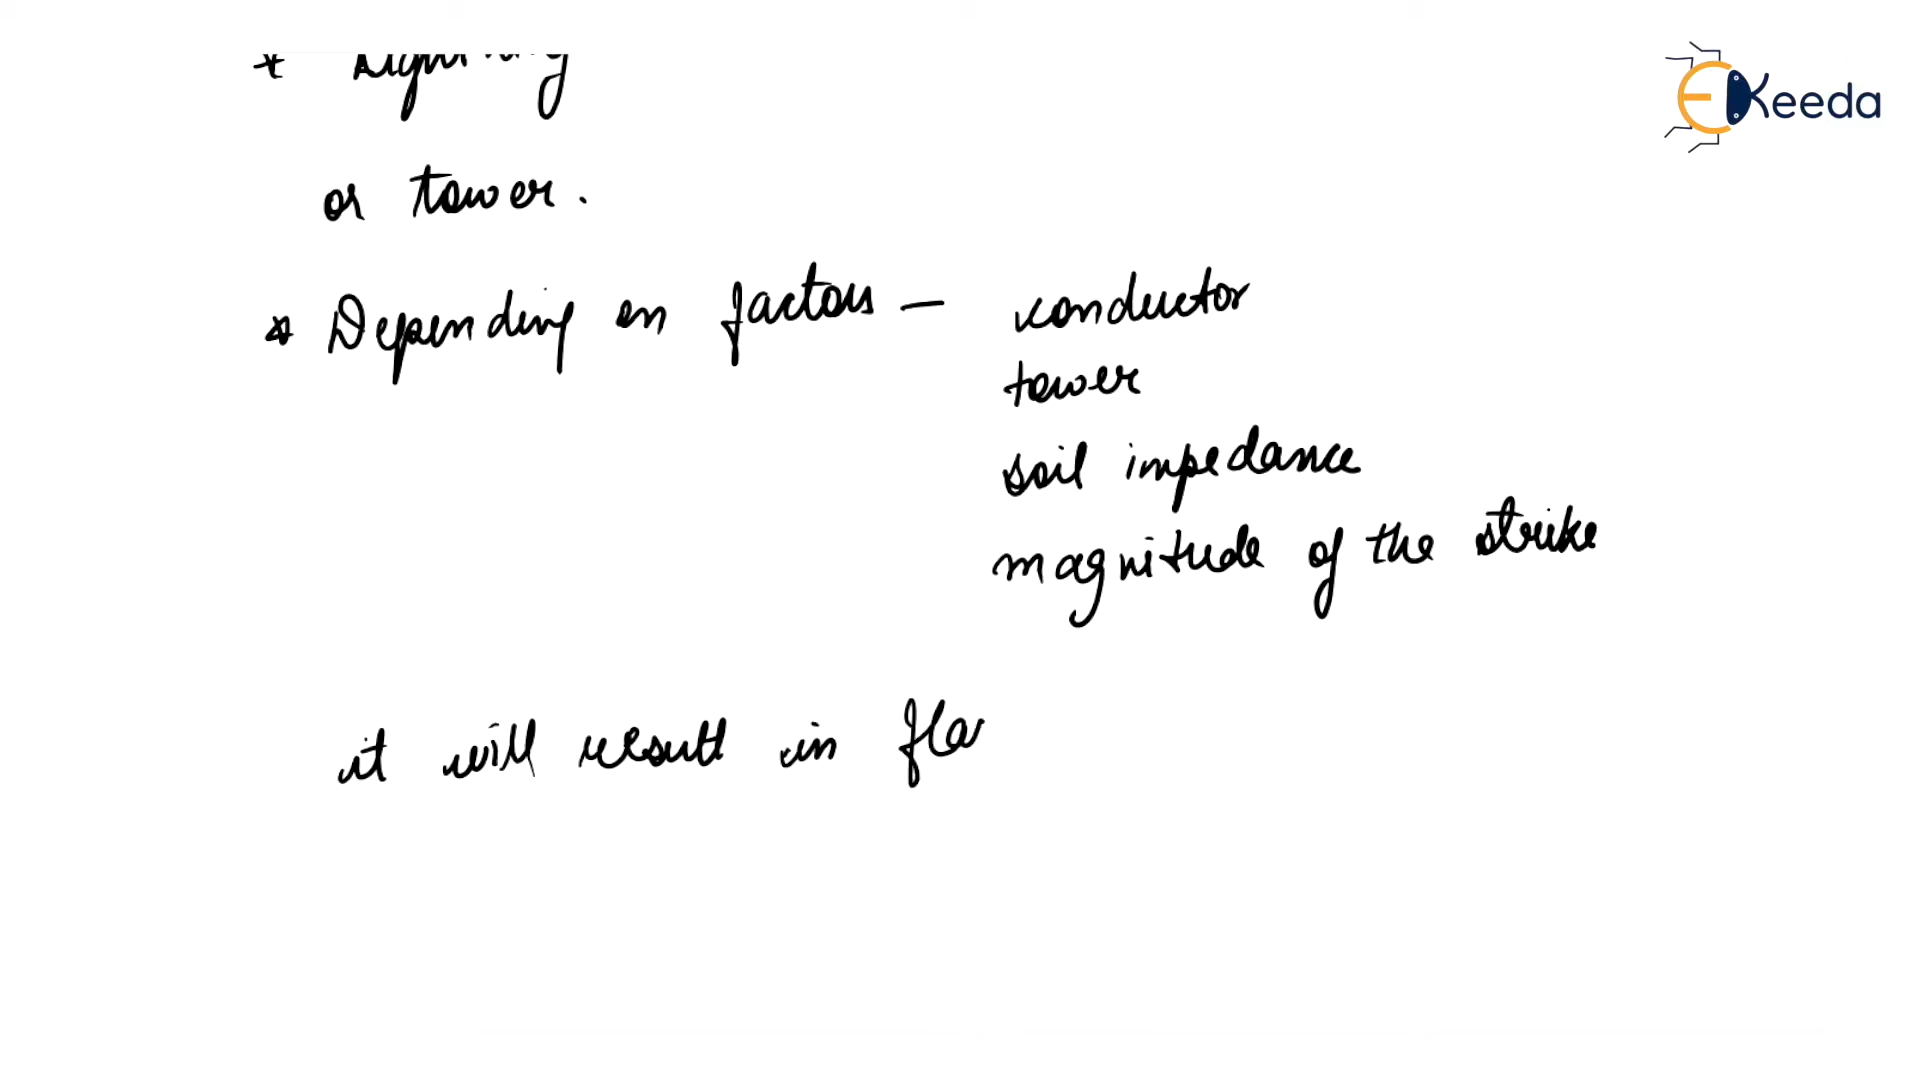 * Lightning
EKeeda
or tower.
* Depending on factors — conductor
tower
soil impedance
magnitude of the strike
it will result in fla